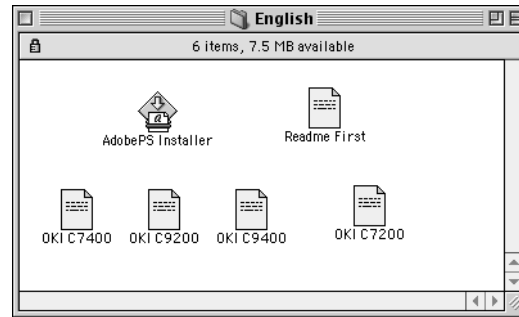 English
6 items, 7.5 MB available
AdobePS Installer
Readme First
OKI C7400
OKI C9200
OKI C9400
OKI C7200